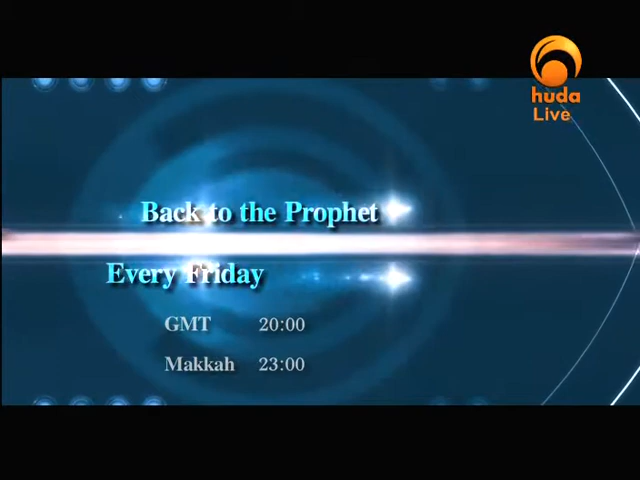 huda
Live
Back to the Prophet
Every Friday
GMT 20:00
Makkah 23:00